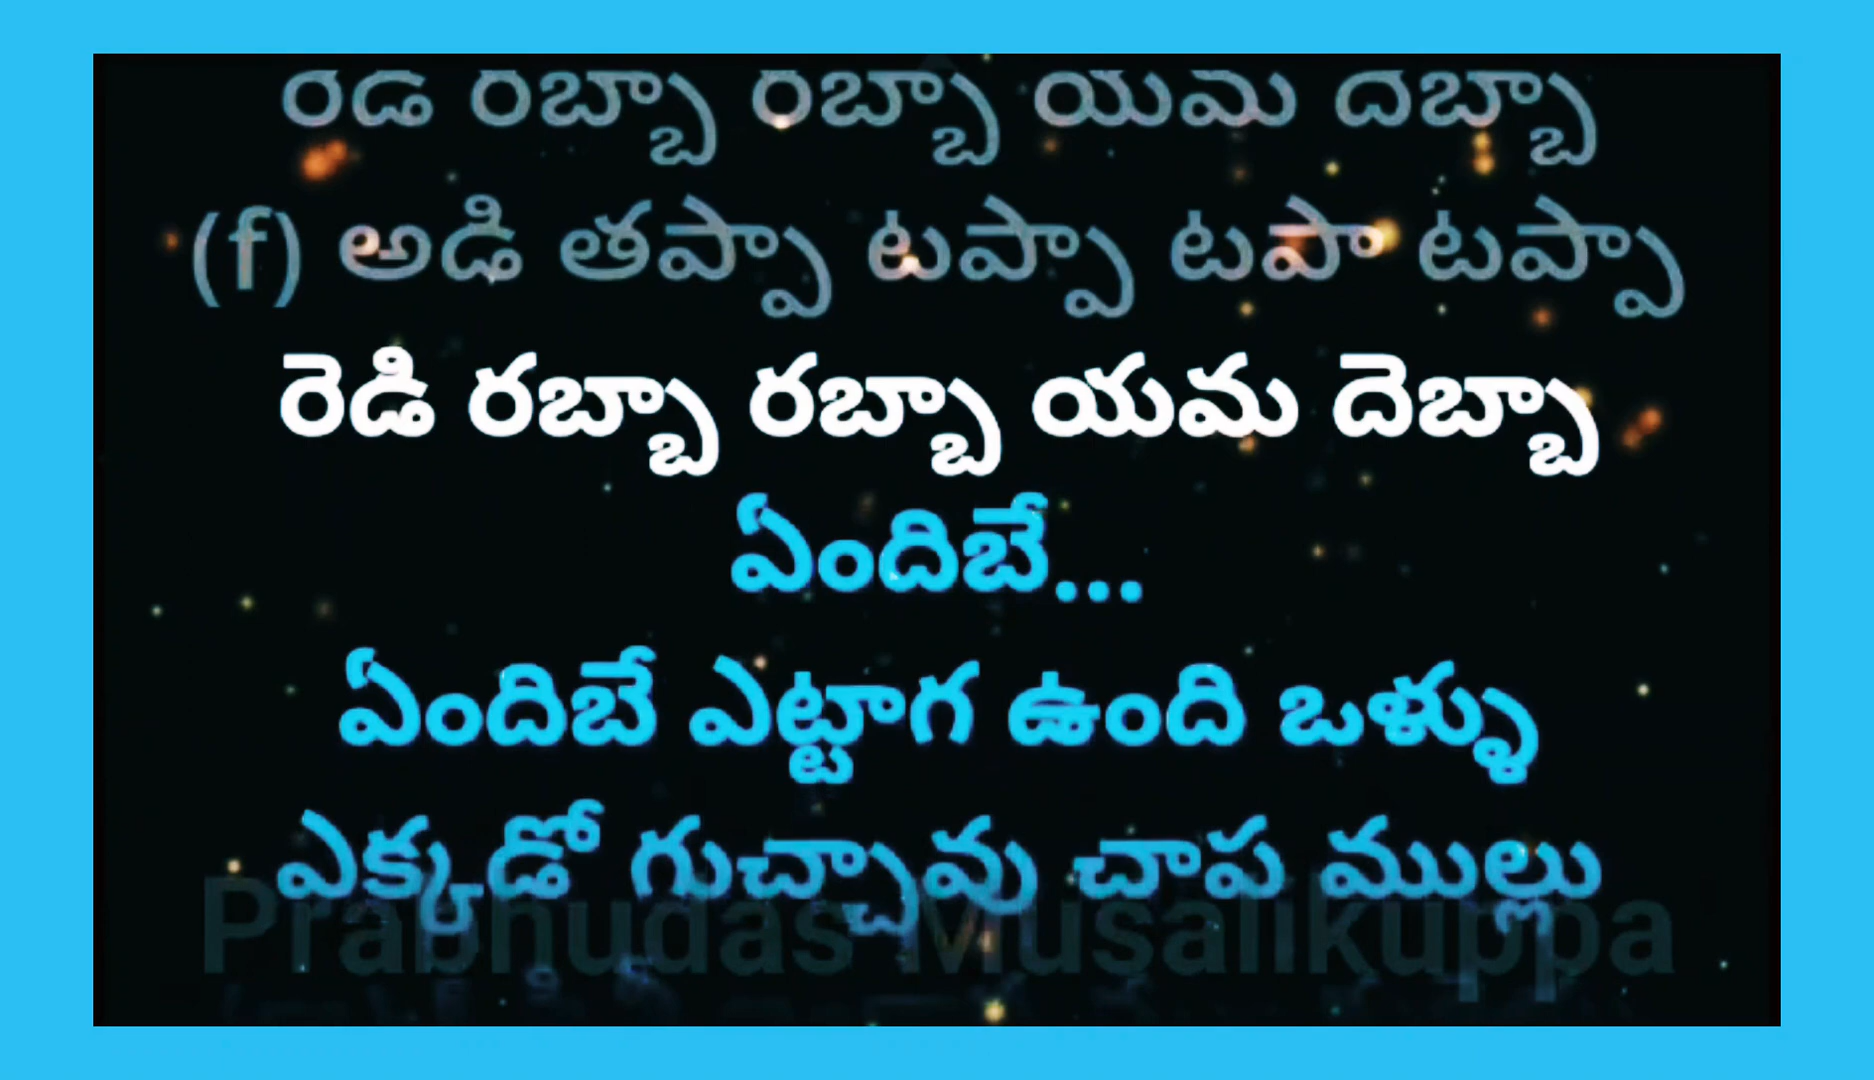 రెడి రబ్బా రబ్బా యమ దెబ్బా
(f) అడి తప్పా టప్పా టపా టప్పా
రెడి రబ్బా రబ్బా యమ దెబ్బా
ఏందిబే...
ఏందిబే ఎట్టాగ ఉంది ఒళ్ళు
ఎక్కడో గుచ్చావు చాప ముల్లు
Prabhudas Musalikuppa